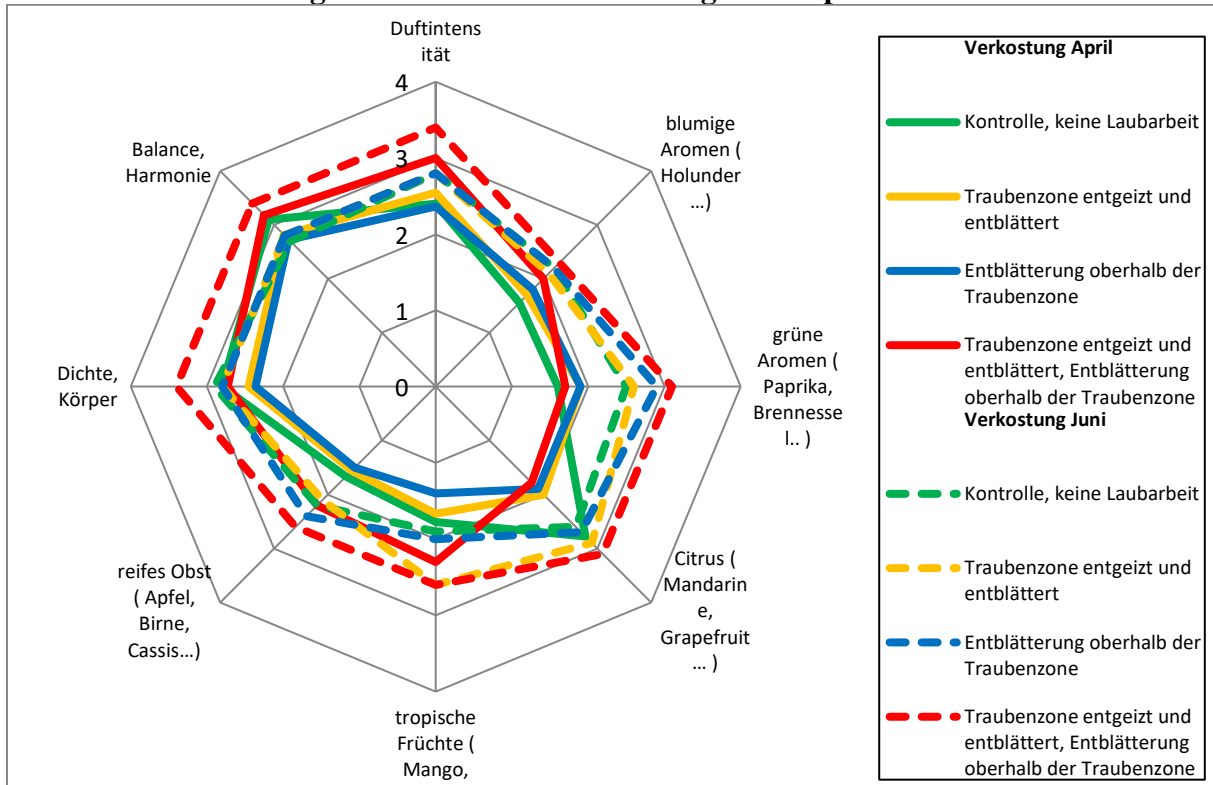 Duftintens
ität
4
3
2
1
0
blumige
Aromen (
Holunder
...)
grüne
Aromen (
Paprika,
Brennesse
l.. )
Citrus (
Mandarin
e,
Grapefruit
... )
tropische
Früchte (
Mango,
reifes Obst
( Apfel,
Birne,
Cassis...)
Dichte,
Körper
Balance,
Harmonie
Verkostung April
Kontrolle, keine Laubarbeit
Traubenzone entgeizt und
entblättert
Entblätterung oberhalb der
Traubenzone
Traubenzone entgeizt und
entblättert, Entblätterung
oberhalb der Traubenzone
Verkostung Juni
Kontrolle, keine Laubarbeit
Traubenzone entgeizt und
entblättert
Entblätterung oberhalb der
Traubenzone
Traubenzone entgeizt und
entblättert, Entblätterung
oberhalb der Traubenzone